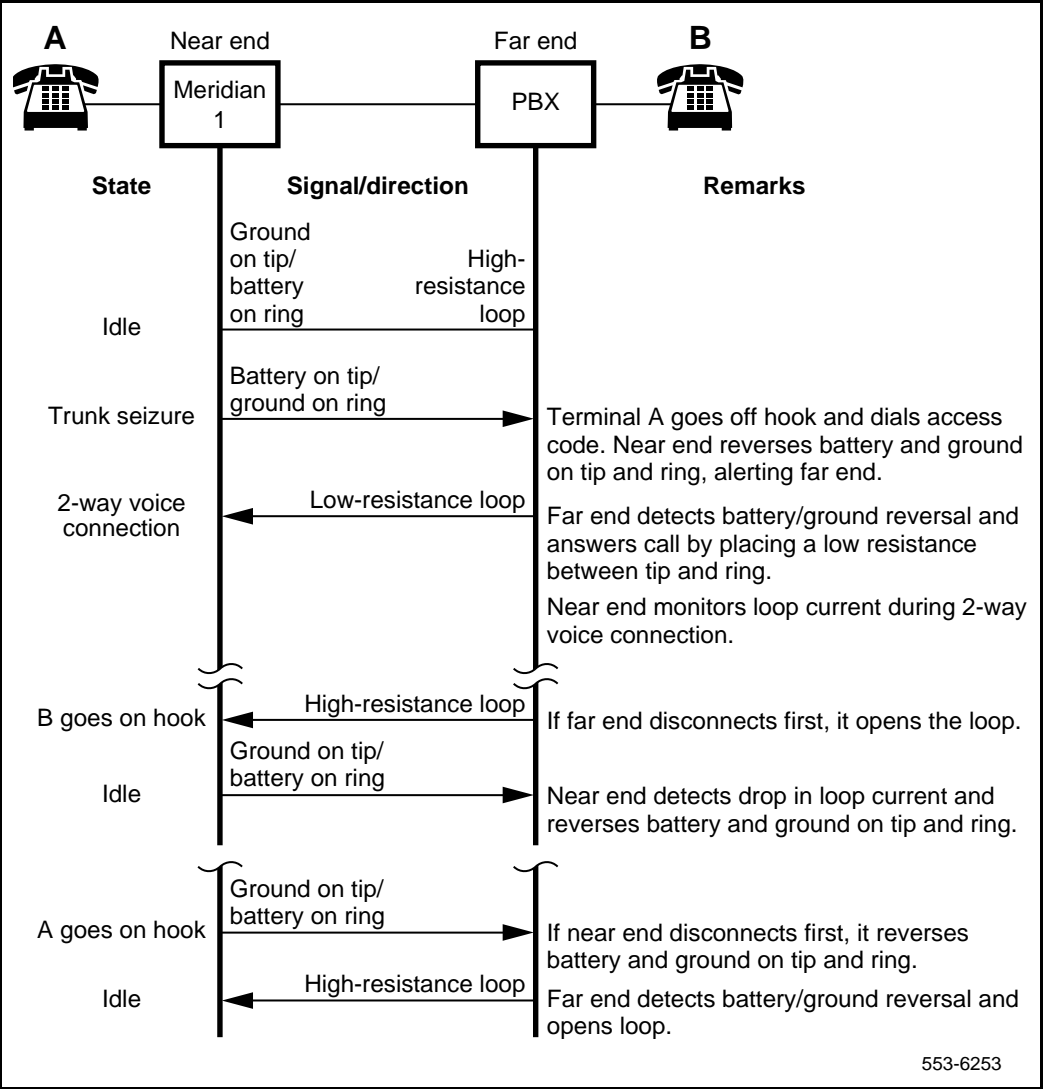 A
Near end
Far end
B
Meridian
1
PBX
State
Signal/direction
Remarks
Ground
on tip/
battery
on ring
High-
resistance
loop
Idle
Battery on tip/
ground on ring
Trunk seizure
Terminal A goes off hook and dials access
code. Near end reverses battery and ground
on tip and ring, alerting far end.
2-way voice
connection
Low-resistance loop
Far end detects battery/ground reversal and
answers call by placing a low resistance
between tip and ring.
Near end monitors loop current during 2-way
voice connection.
B goes on hook
High-resistance loop
If far end disconnects first, it opens the loop.
Ground on tip/
battery on ring
Idle
Near end detects drop in loop current and
reverses battery and ground on tip and ring.
Ground on tip/
battery on ring
A goes on hook
If near end disconnects first, it reverses
battery and ground on tip and ring.
High-resistance loop
Idle
Far end detects battery/ground reversal and
opens loop.
553-6253